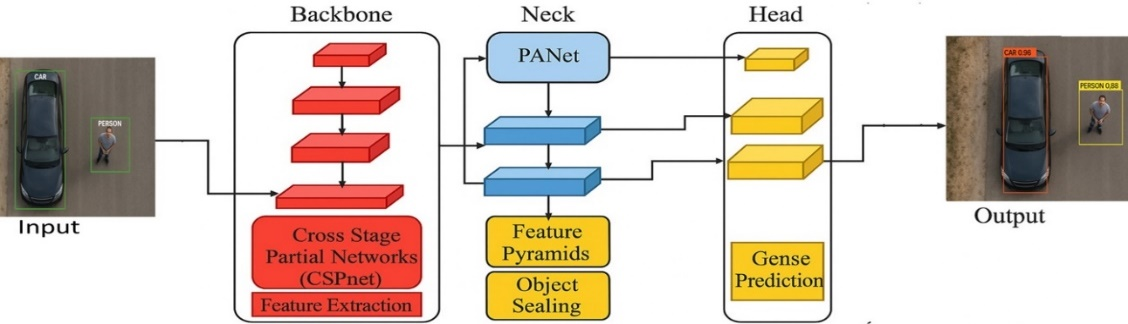 Backbone
Neck
Head
CAR
PERSON
Input
Cross Stage
Partial Networks
(CSPnet)
Feature Extraction
PANet
Feature
Pyramids
Object
Sealing
Gense
Prediction
CAR 0.96
PERSON 0,88
Output